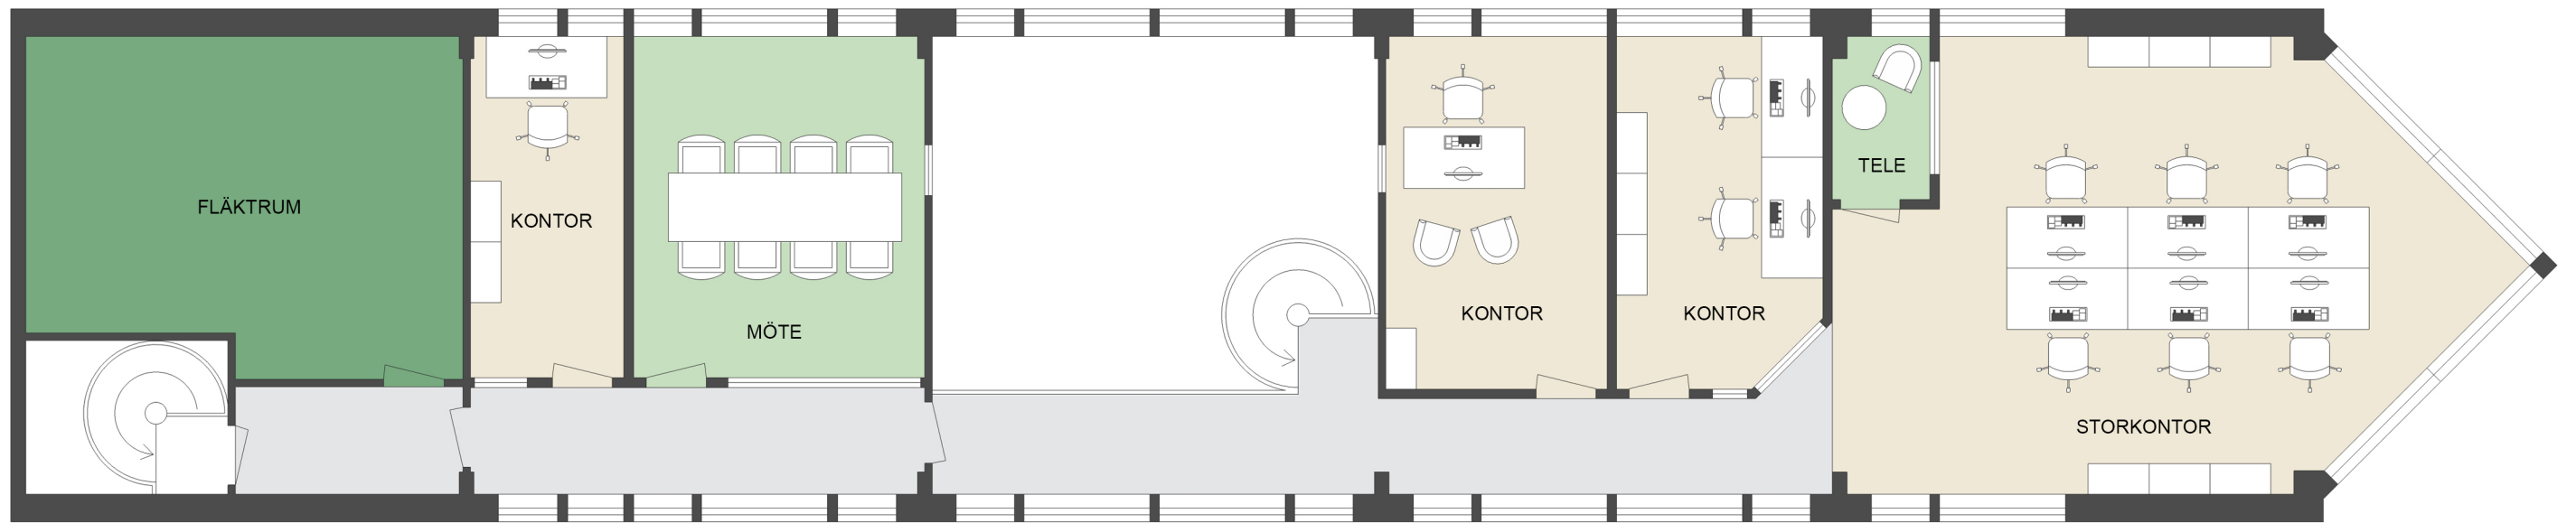 FLÄKTRUM
KONTOR
MÖTE
KONTOR
KONTOR
TELE
STORKONTOR